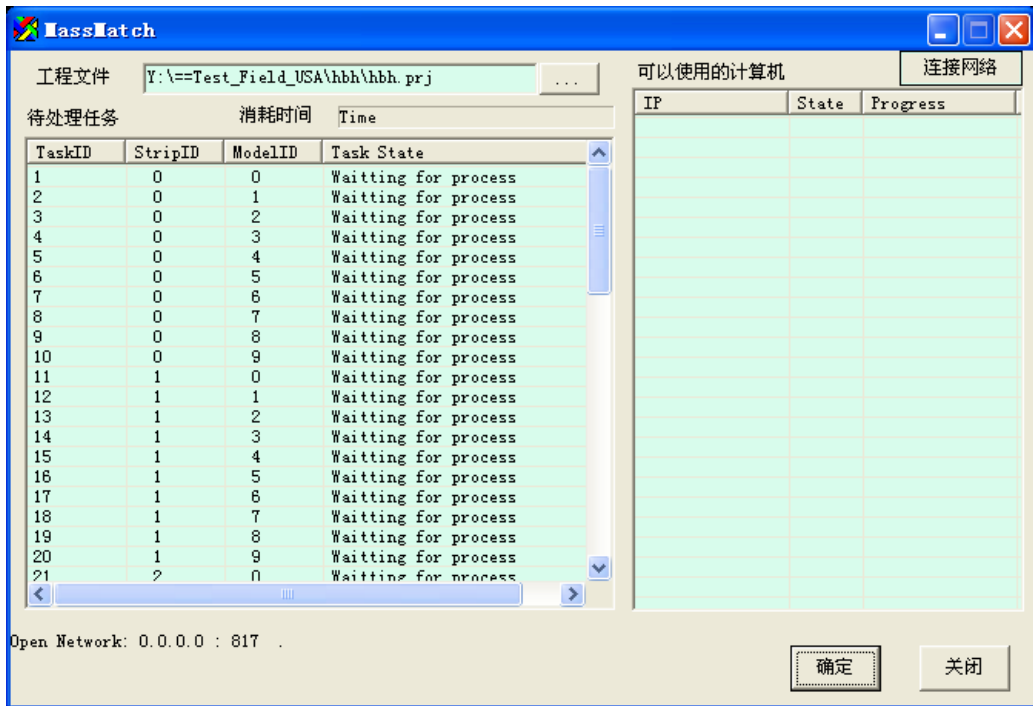 MassMatch
工程文件 Y:\==Test_Field_USA\hbh\hbh.prj ...
待处理任务 消耗时间 Time
TaskID StripID ModelID Task State
1 0 0 Waitting for process
2 0 1 Waitting for process
3 0 2 Waitting for process
4 0 3 Waitting for process
5 0 4 Waitting for process
6 0 5 Waitting for process
7 0 6 Waitting for process
8 0 7 Waitting for process
9 0 8 Waitting for process
10 0 9 Waitting for process
11 1 0 Waitting for process
12 1 1 Waitting for process
13 1 2 Waitting for process
14 1 3 Waitting for process
15 1 4 Waitting for process
16 1 5 Waitting for process
17 1 6 Waitting for process
18 1 7 Waitting for process
19 1 8 Waitting for process
20 1 9 Waitting for process
21 2 0 Waitting for process
可以使用的计算机 连接网络
IP State Progress
Open Network: 0.0.0.0 : 817 .
确定 关闭